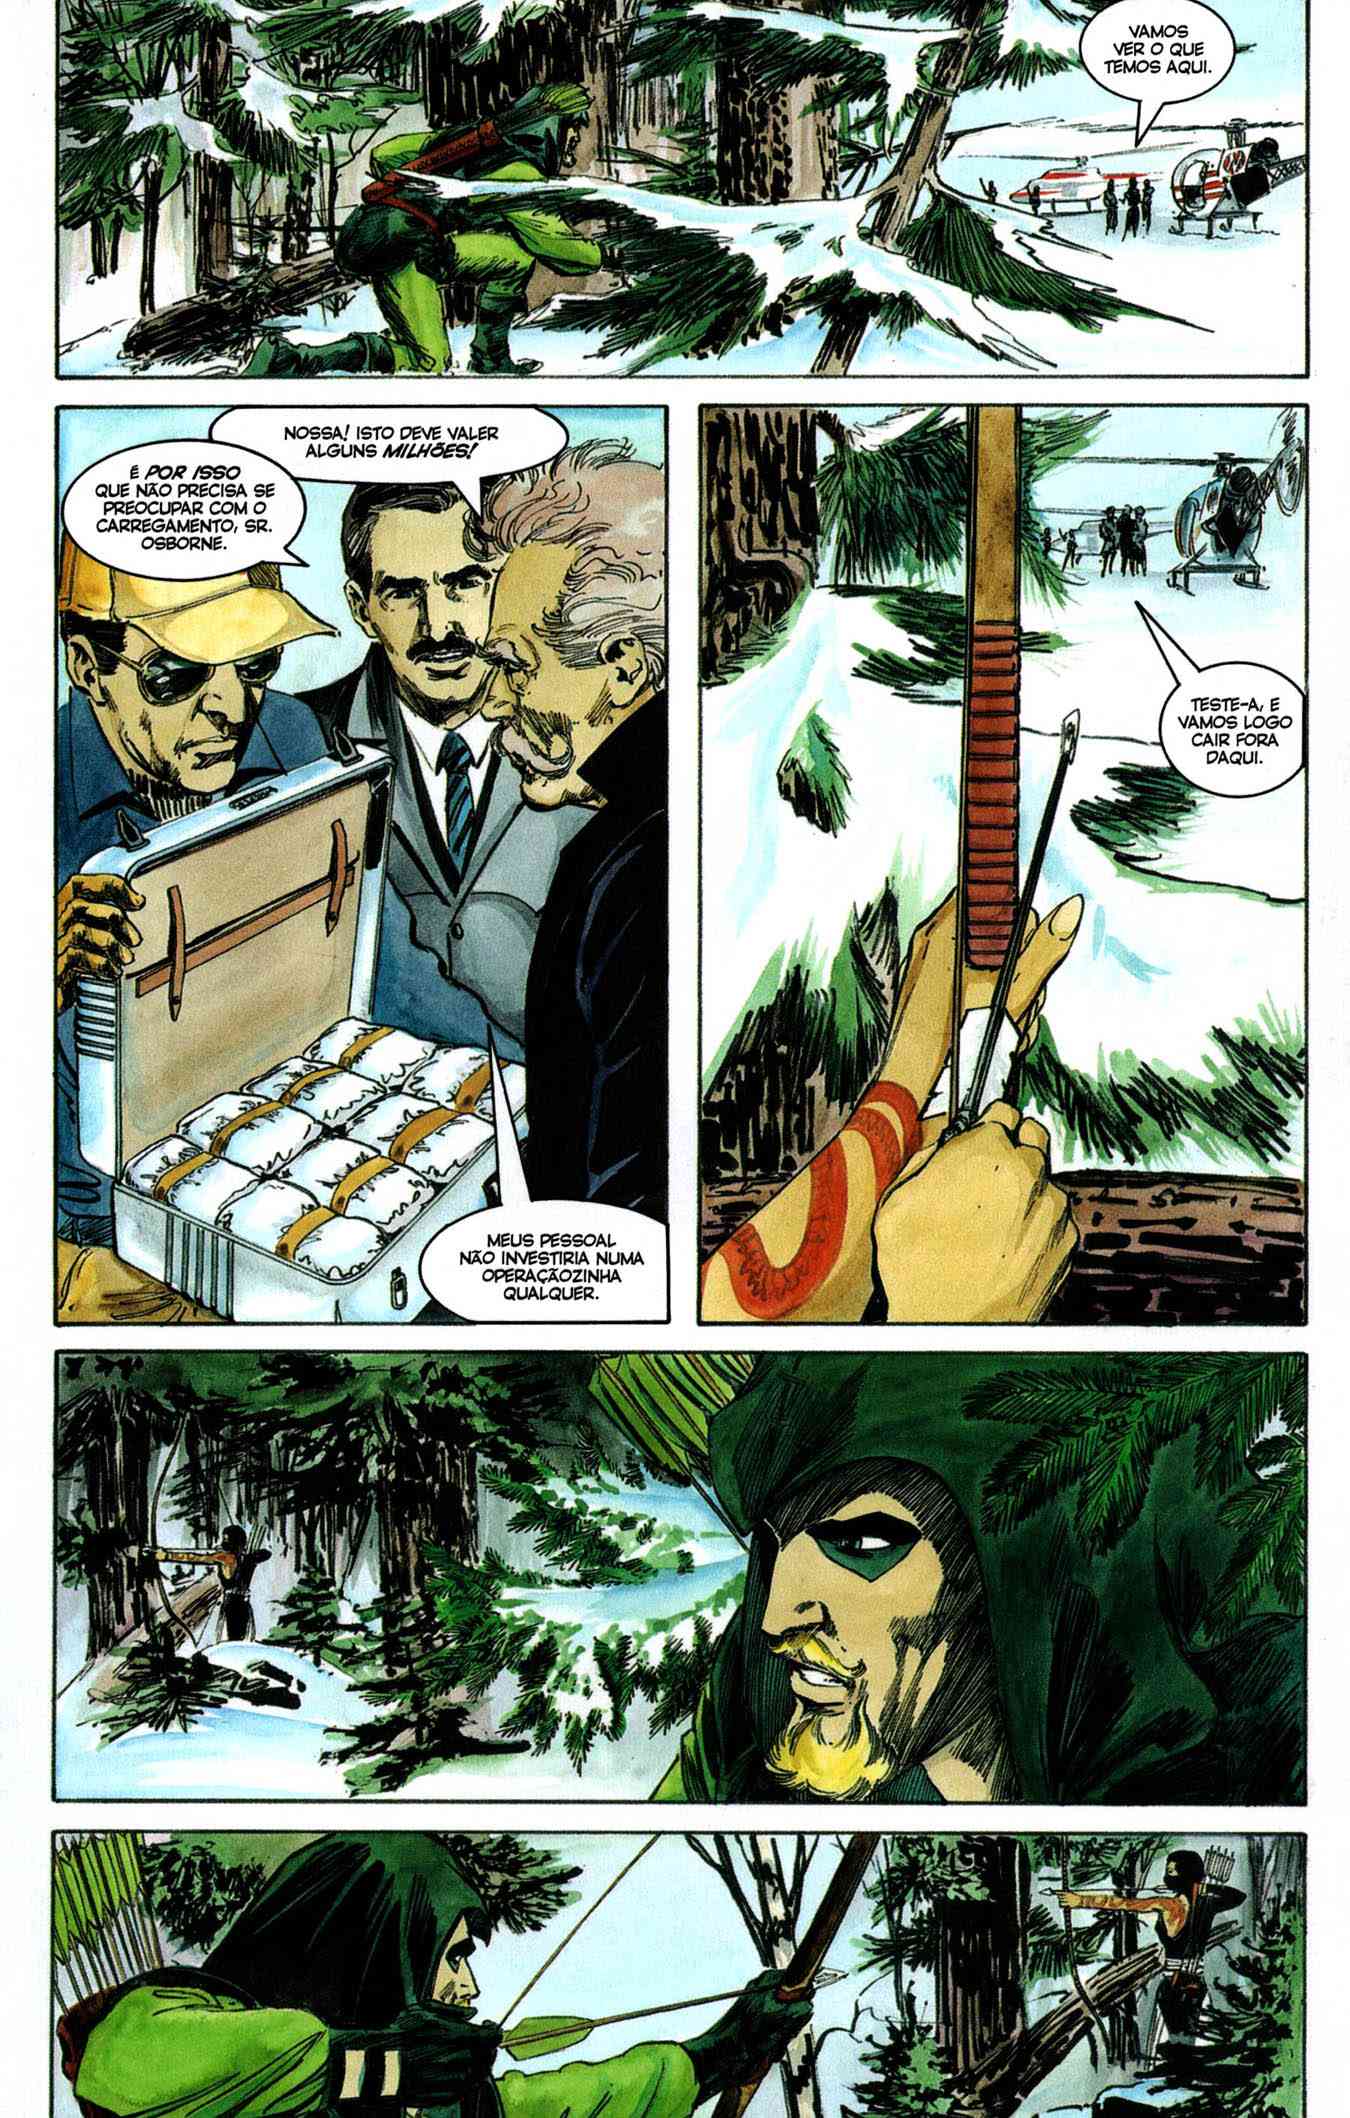 VAMOS
VER O QUE
TEMOS AQUI.
NOSSA! ISTO DEVE VALER
ALGUNS MILHÕES!
É POR ISSO
QUE NÃO PRECISA SE
PREOCUPAR COM O
CARREGAMENTO, SR.
OSBORNE.
MEUS PESSOAL
NÃO INVESTIRIA NUMA
OPERAÇÃOZINHA
QUALQUER.
TESTE-A, E
VAMOS LOGO
CAIR FORA
DAQUI.